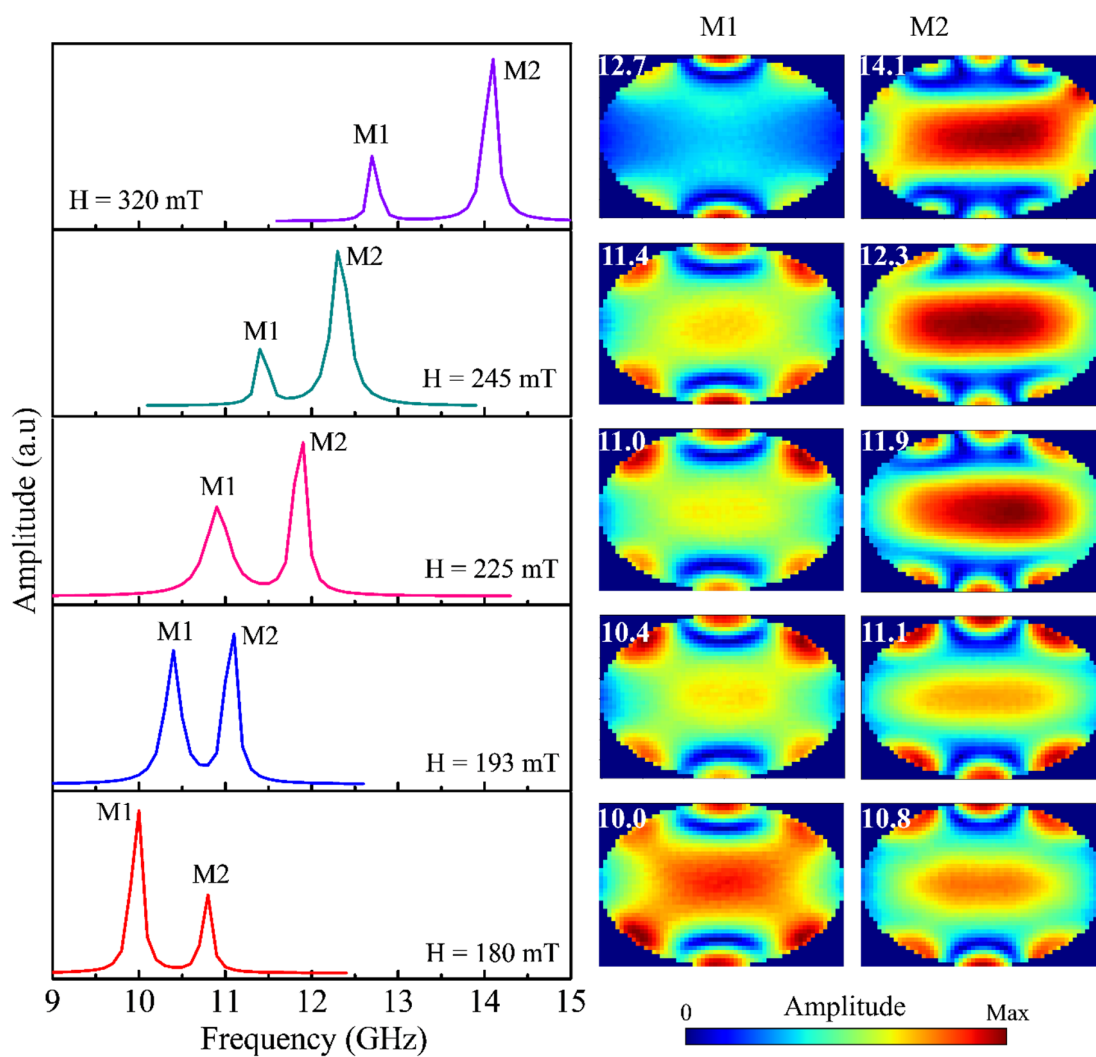 M1 M2
M2
M1
H = 320 mT
12.7 14.1
M2
M1
H = 245 mT
11.4 12.3
M2
M1
H = 225 mT
11.0 11.9
M1 M2
H = 193 mT
10.4 11.1
M1
M2
H = 180 mT
10.0 10.8
Amplitude (a.u)
9 10 11 12 13 14 15
Frequency (GHz)
0 Amplitude Max